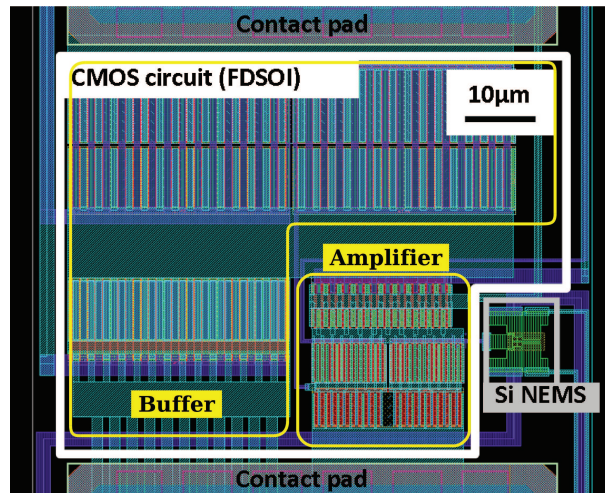 Contact pad
CMOS circuit (FDSOI)
10μm
Amplifier
Si NEMS
Buffer
Contact pad